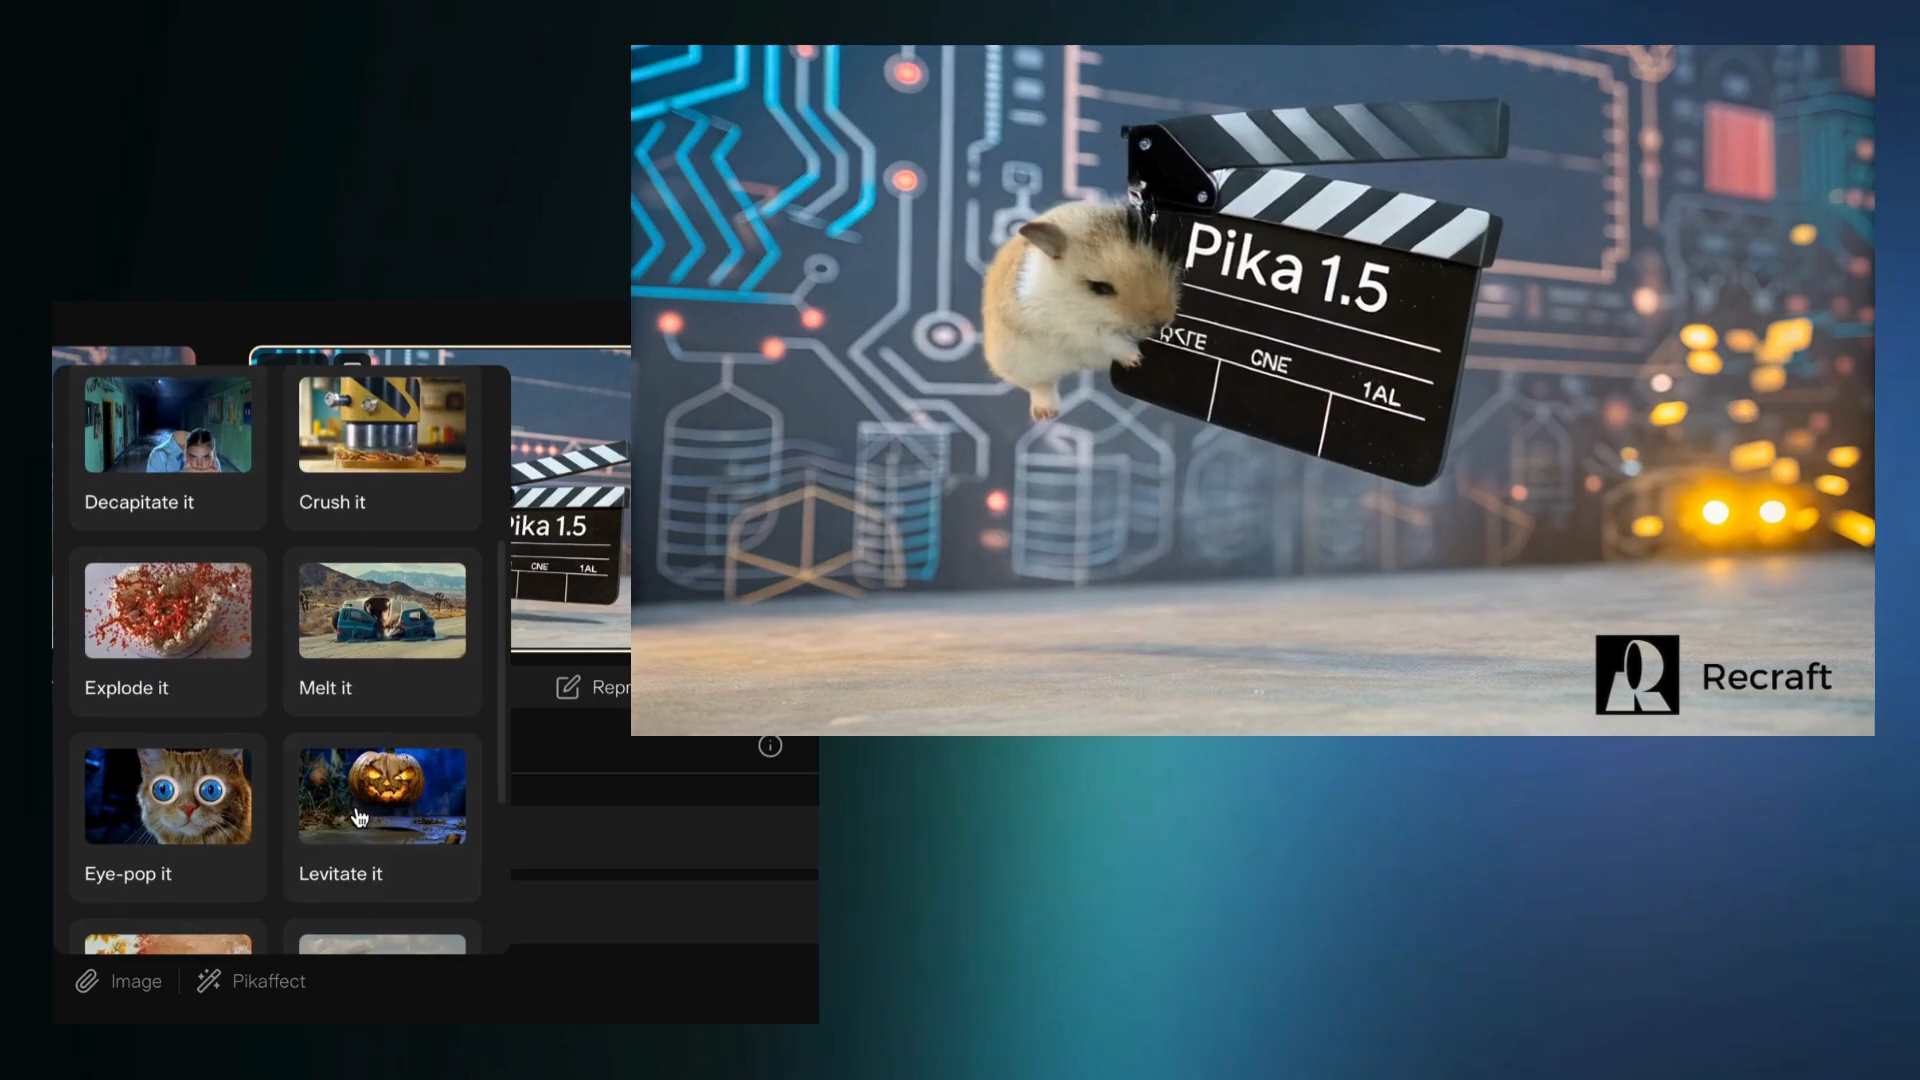 Pika 1.5
CNE
1AL
Recraft
Decapitate it
Crush it
ika 1.5
CNE
1AL
Explode it
Melt it
Repr
Eye-pop it
Levitate it
Image
Pikaffect